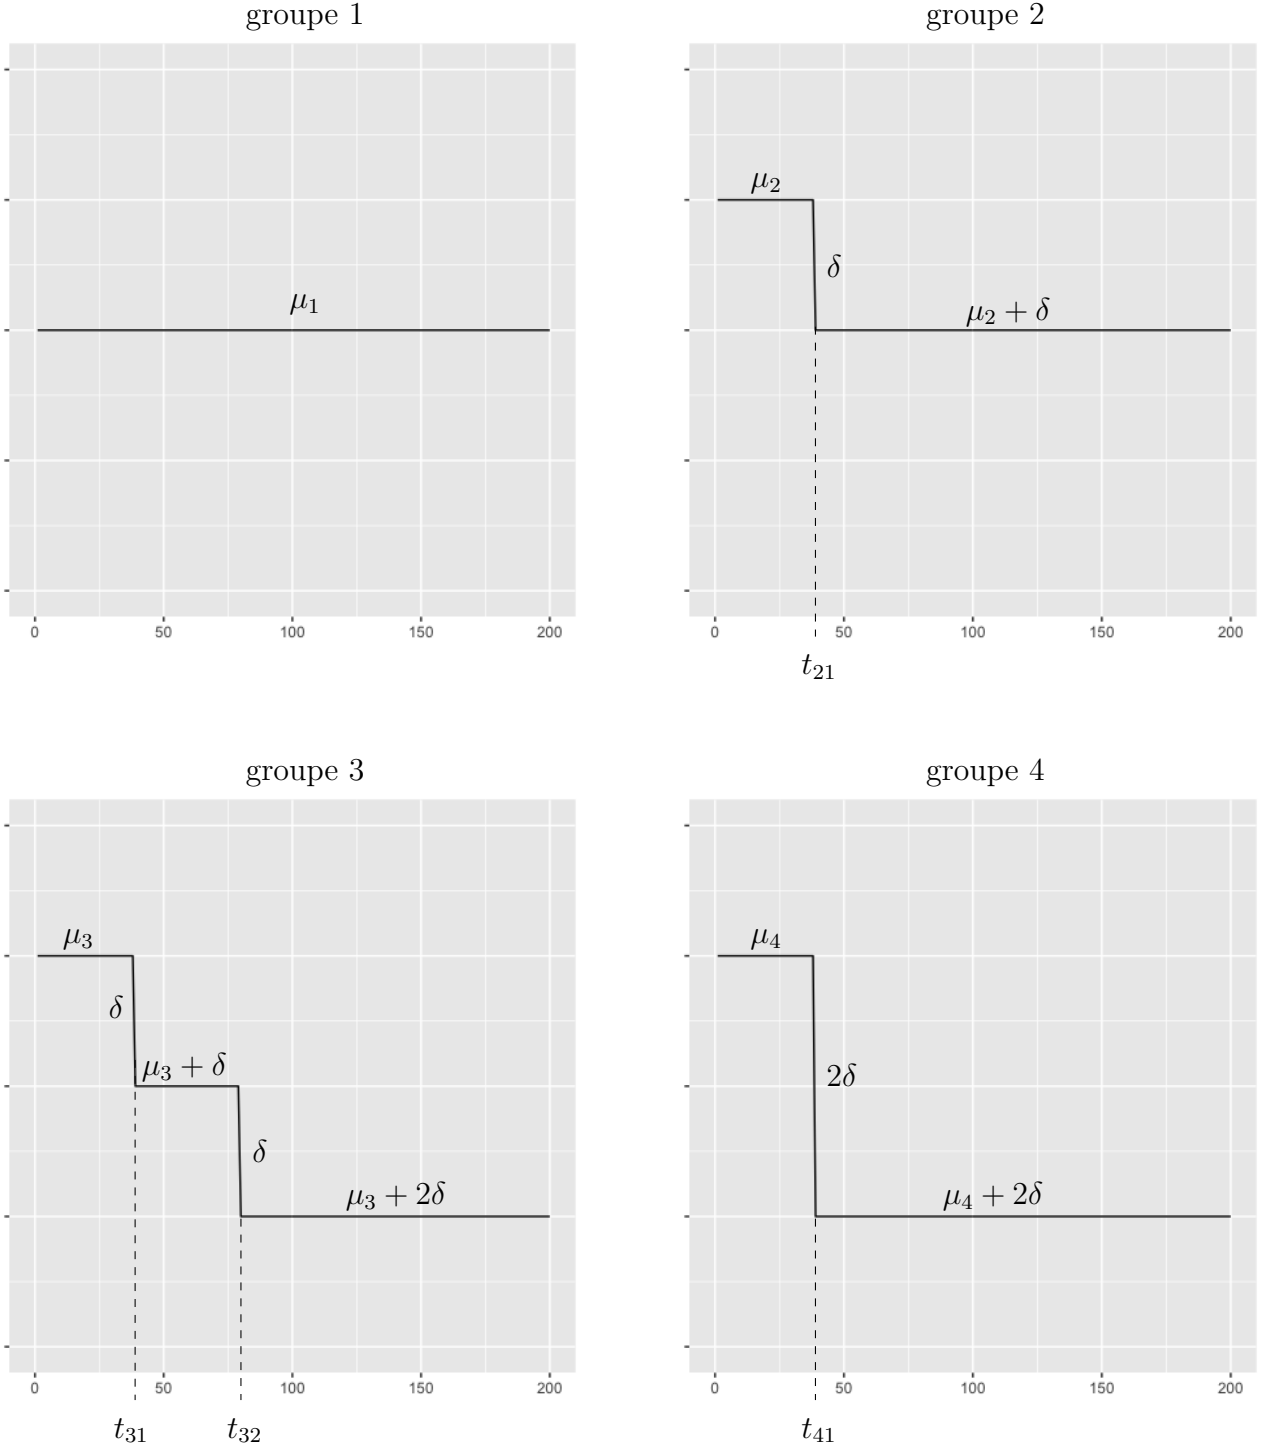 groupe 1
μ₁
0 50 100 150 200
groupe 2
μ₂
δ
μ₂ + δ
0 50 100 150 200
t₂₁
groupe 3
μ₃
δ
μ₃ + δ
δ
μ₃ + 2δ
0 50 100 150 200
t₃₁ t₃₂
groupe 4
μ₄
2δ
μ₄ + 2δ
0 50 100 150 200
t₄₁